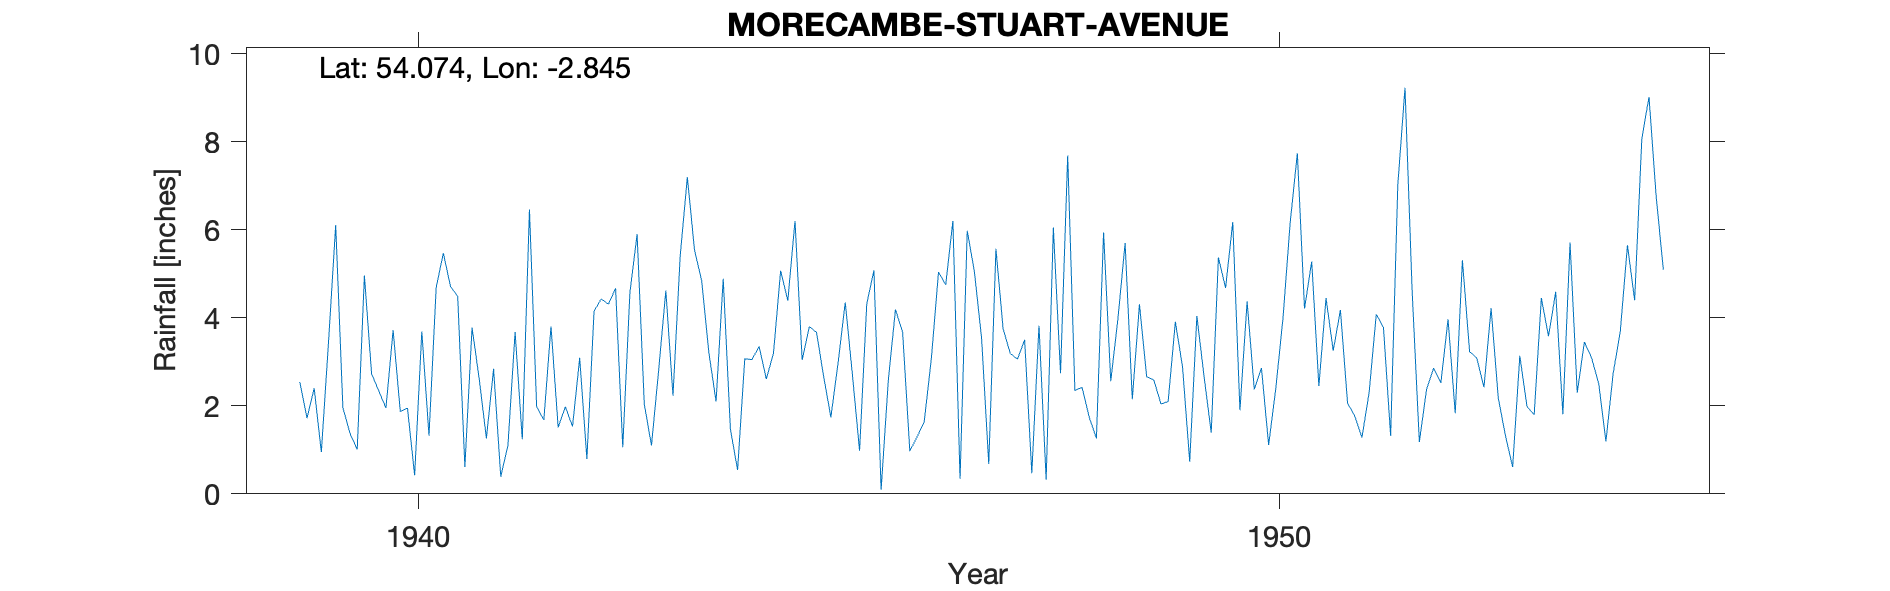 MORECAMBE-STUART-AVENUE
Lat: 54.074, Lon: -2.845
10
8
6
4
2
0
Rainfall [inches]
1940 1950
Year